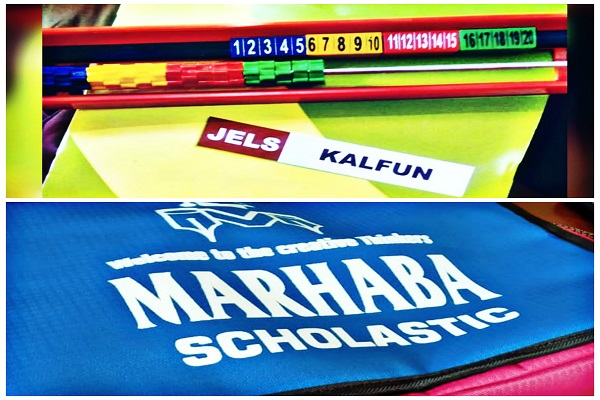 1 2 3 4 5 6 7 8 9 10 11 12 13 14 15 16 17 18 19 20
JELS KALFUN
Welcome to the creative Thinkers
MARHABA
SCHOLASTIC